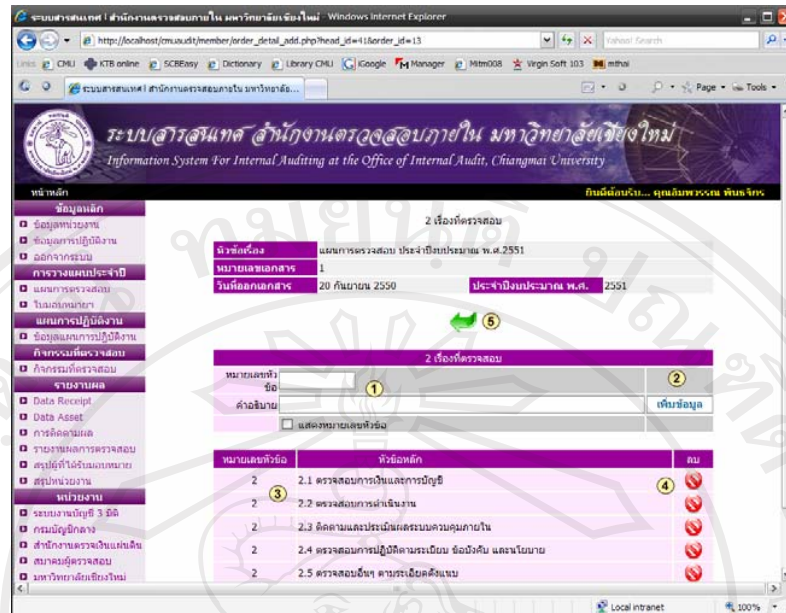 ระบบสารสนเทศ | สำนักงานตรวจสอบภายใน มหาวิทยาลัยเชียงใหม่ - Windows Internet Explorer
http://localhost/cmuaudit/member/order_detail_add.php?head_id=41&order_id=13
Yahoo! Search
Links CMU KTB online SCBEasy Dictionary Library CMU iGoogle Manager Mitm008 Virgin Soft 103 mthai
ระบบสารสนเทศ | สำนักงานตรวจสอบภายใน มหาวิทยาลัย...
Page Tools
ระบบสารสนเทศ สำนักงานตรวจสอบภายใน มหาวิทยาลัยเชียงใหม่
Information System For Internal Auditing at the Office of Internal Audit, Chiangmai University
หน้าหลัก
ยินดีต้อนรับ... คุณอัมพวรรณ พันธจักร
ข้อมูลหลัก
ข้อมูลหน่วยงาน
ข้อมูลการปฏิบัติงาน
ออกจากระบบ
การวางแผนประจำปี
แผนการตรวจสอบ
ใบมอบหมายฯ
แผนการปฏิบัติงาน
ข้อมูลแผนการปฏิบัติงาน
กิจกรรมที่ตรวจสอบ
กิจกรรมที่ตรวจสอบ
รายงานผล
Data Receipt
Data Asset
การติดตามผล
รายงานผลการตรวจสอบ
สรุปผู้ที่ได้รับมอบหมาย
สรุปหน่วยงาน
หน่วยงาน
ระบบงานบัญชี 3 มิติ
กรมบัญชีกลาง
สำนักงานตรวจเงินแผ่นดิน
สมาคมผู้ตรวจสอบ
มหาวิทยาลัยเชียงใหม่
2 เรื่องที่ตรวจสอบ
หัวข้อเรื่อง แผนการตรวจสอบ ประจำปีงบประมาณ พ.ศ.2551
หมายเลขเอกสาร 1
วันที่ออกเอกสาร 20 กันยายน 2550 ประจำปีงบประมาณ พ.ศ. 2551
5
2 เรื่องที่ตรวจสอบ
หมายเลขหัวข้อ
1
2
คำอธิบาย
เพิ่มข้อมูล
แสดงหมายเลขหัวข้อ
หมายเลขหัวข้อ หัวข้อหลัก ลบ
2 2.1 ตรวจสอบการเงินและการบัญชี
3
4
2 2.2 ตรวจสอบการดำเนินงาน
2 2.3 ติดตามและประเมินผลระบบควบคุมภายใน
2 2.4 ตรวจสอบการปฏิบัติตามระเบียบ ข้อบังคับ และนโยบาย
2 2.5 ตรวจสอบอื่นๆ ตามระเอียดดังแนบ
Local intranet 100%